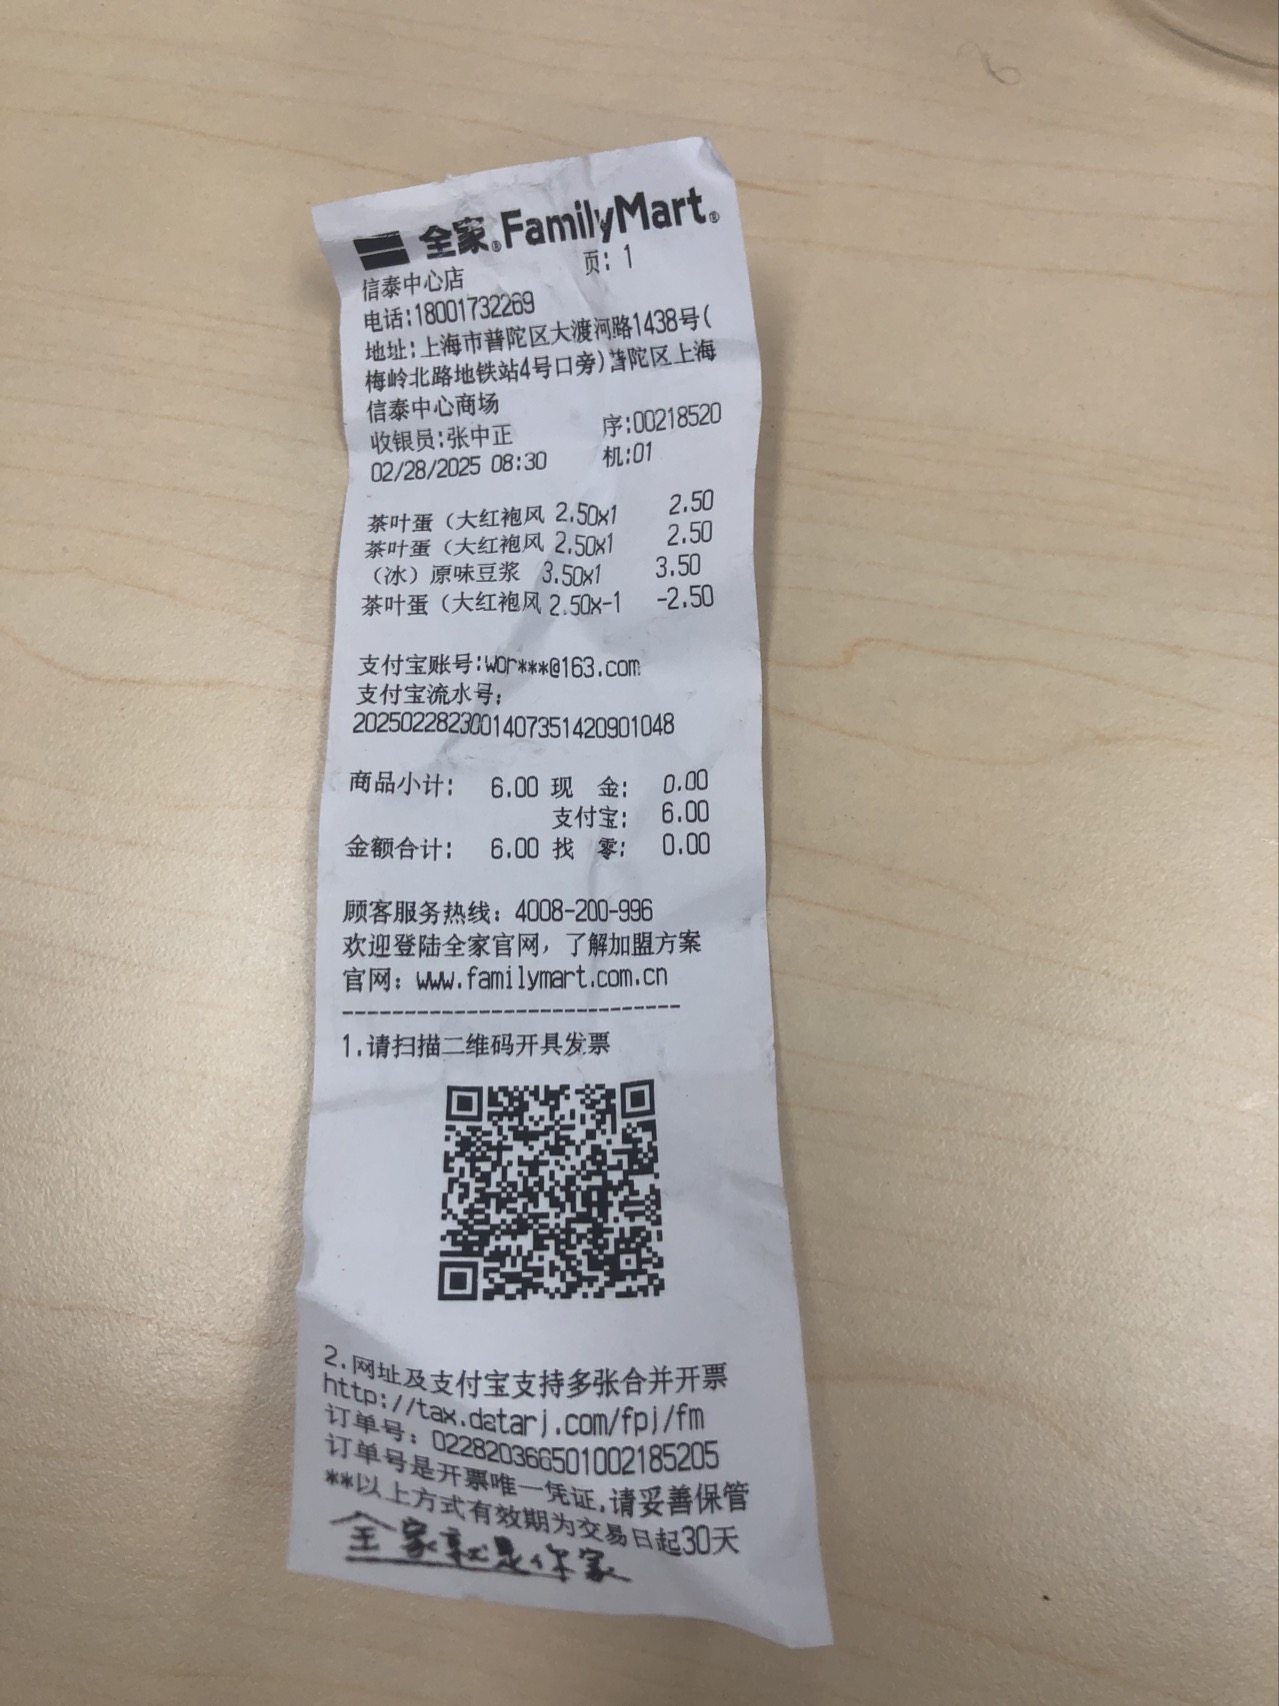 全家®FamilyMart®
页: 1
信泰中心店
电话:18001732269
地址:上海市普陀区大渡河路1438号(
梅岭北路地铁站4号口旁)普陀区上海
信泰中心商场
收银员:张中正 序:00218520
02/28/2025 08:30 机:01
茶叶蛋（大红袍风 2.50x1 2.50
茶叶蛋（大红袍风 2.50x1 2.50
（冰）原味豆浆 3.50x1 3.50
茶叶蛋（大红袍风 2.50x-1 -2.50
支付宝账号:wor***@163.com
支付宝流水号:
2025022823001407351420901048
商品小计: 6.00 现 金: 0.00
支付宝: 6.00
金额合计: 6.00 找 零: 0.00
顾客服务热线: 4008-200-996
欢迎登陆全家官网，了解加盟方案
官网: www.familymart.com.cn
---------------------------
1.请扫描二维码开具发票
2.网址及支付宝支持多张合并开票
http://tax.datarj.com/fpj/fm
订单号: 022820366501002185205
订单号是开票唯一凭证,请妥善保管
**以上方式有效期为交易日起30天
全家就是你家